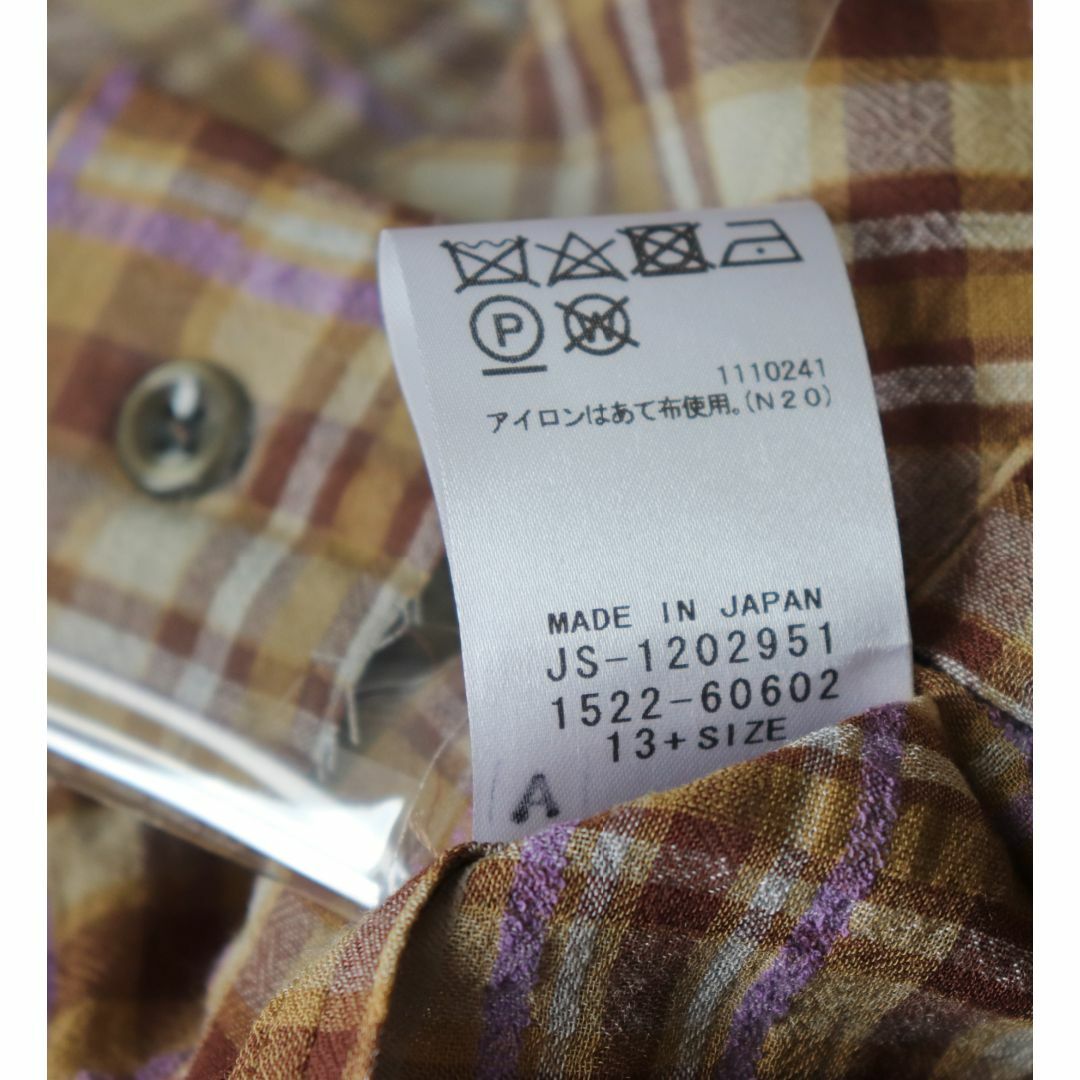 P W
1110241
アイロンはあて布使用。(N20)
MADE IN JAPAN
JS-1202951
1522-60602
13+SIZE
A